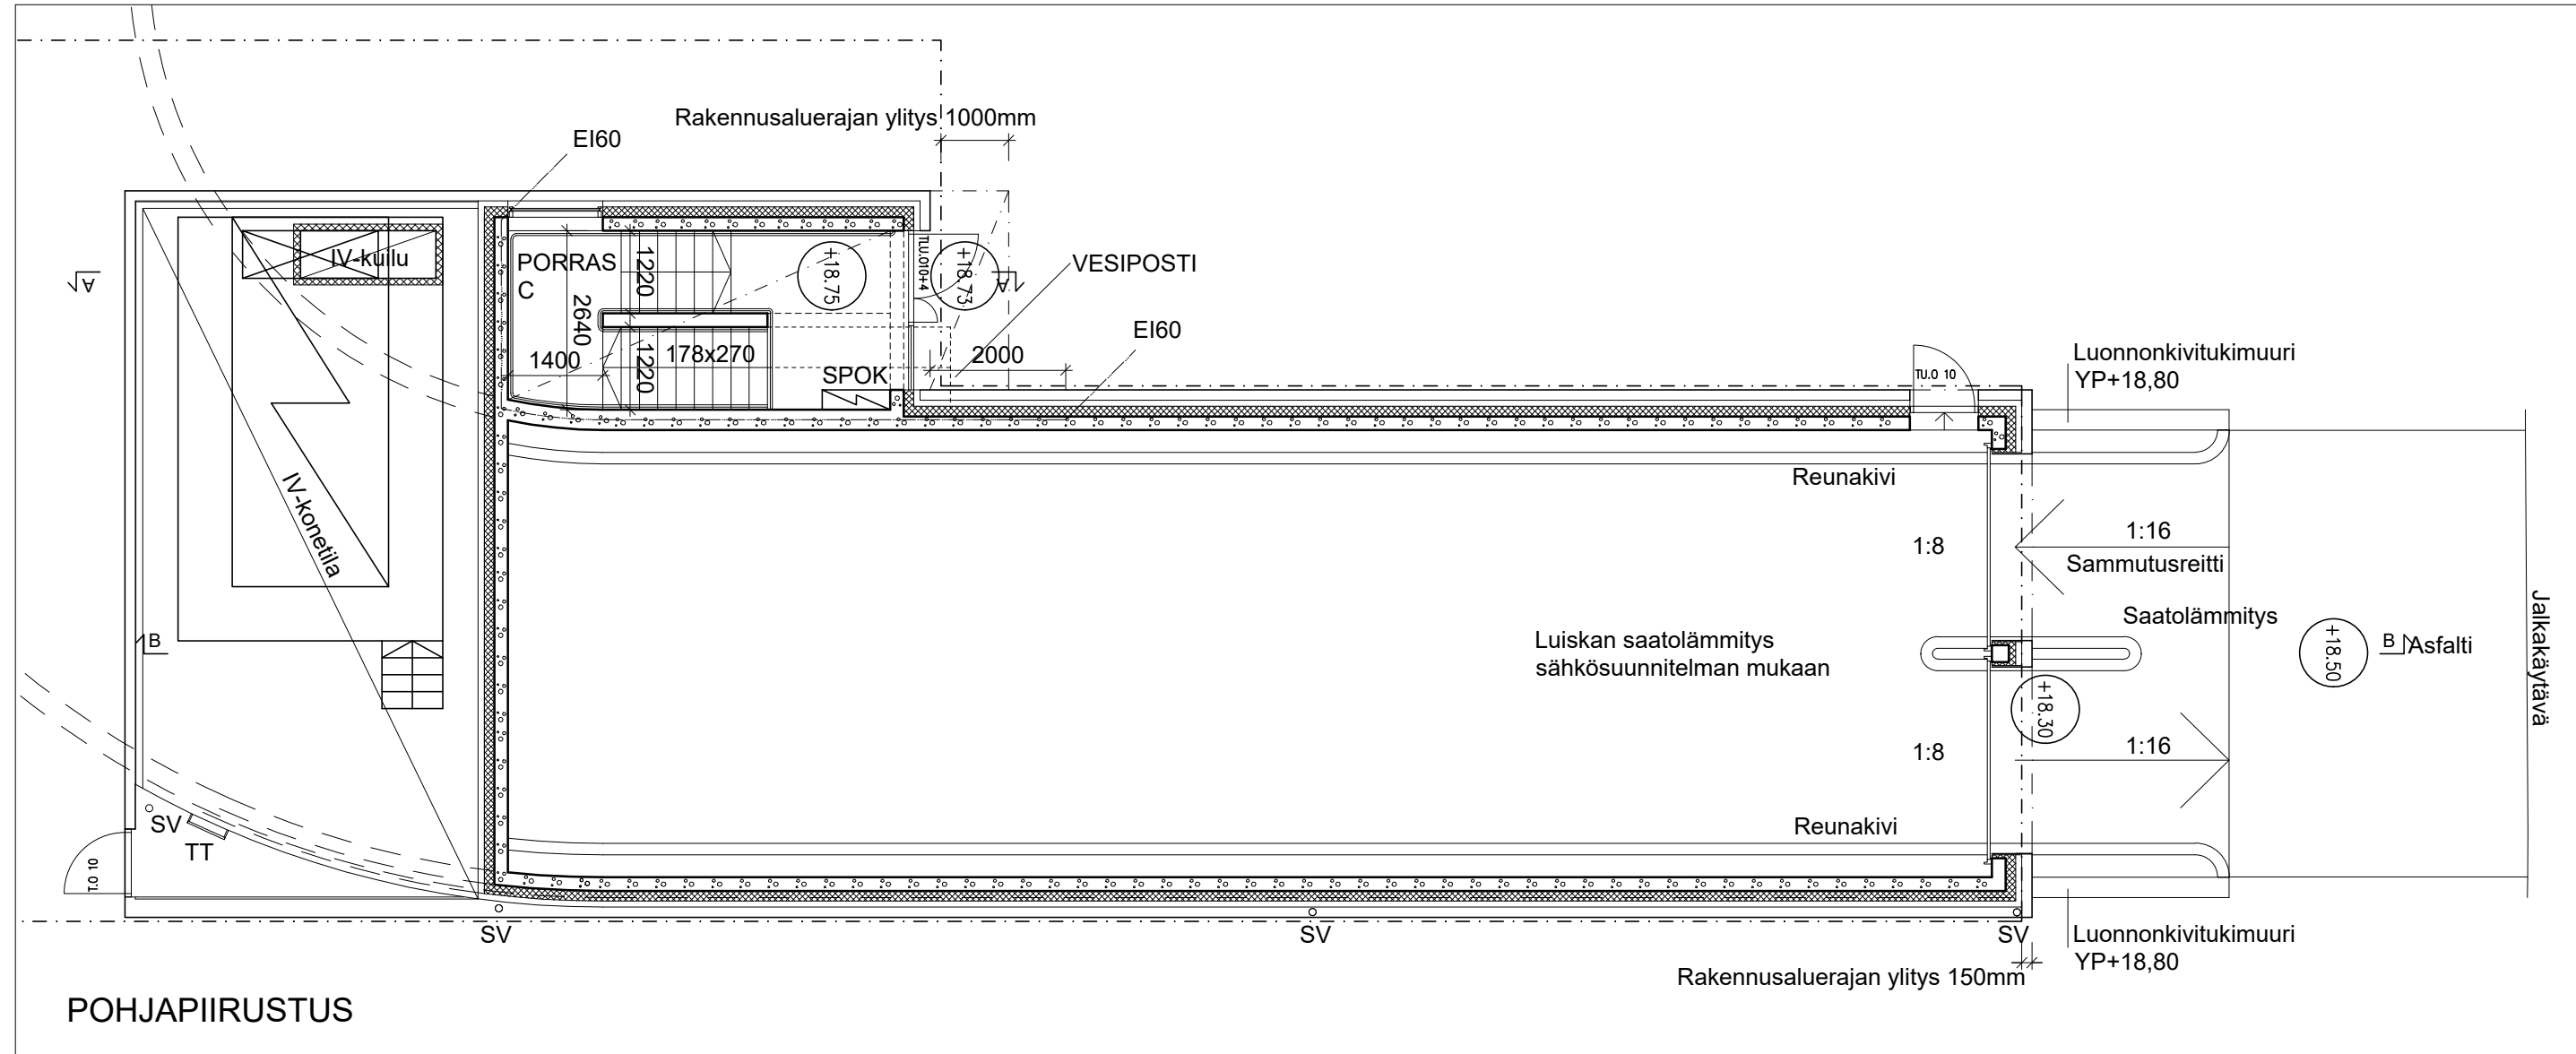 Rakennusaluerajan ylitys 1000mm
EI60
IV-kuilu
PORRAS
C
1220
2640
1220
1400
178x270
+18.75
TLU.O10+4
+18.73
A
A
VESIPOSTI
EI60
2000
SPOK
TU.O 10
Luonnonkivitukimuuri
YP+18,80
IV-konetila
Reunakivi
1:8
1:16
Sammutusreitti
Saatolämmitys
Luiskan saatolämmitys
sähkösuunnitelman mukaan
B
+18.50
B
Asfalti
Jalkakäytävä
+18.30
1:8
1:16
Reunakivi
SV
TT
T.O 10
SV
SV
SV
Luonnonkivitukimuuri
YP+18,80
Rakennusaluerajan ylitys 150mm
POHJAPIIRUSTUS